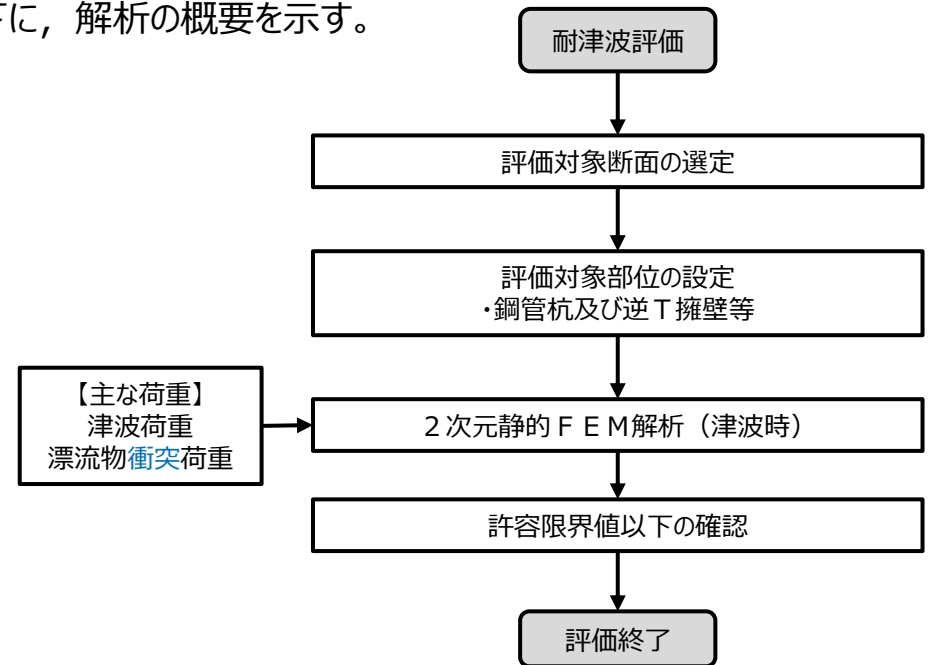 下に，解析の概要を示す。
耐津波評価
評価対象断面の選定
評価対象部位の設定
・鋼管杭及び逆Ｔ擁壁等
【主な荷重】
津波荷重
漂流物衝突荷重
２次元静的ＦＥＭ解析（津波時）
許容限界値以下の確認
評価終了